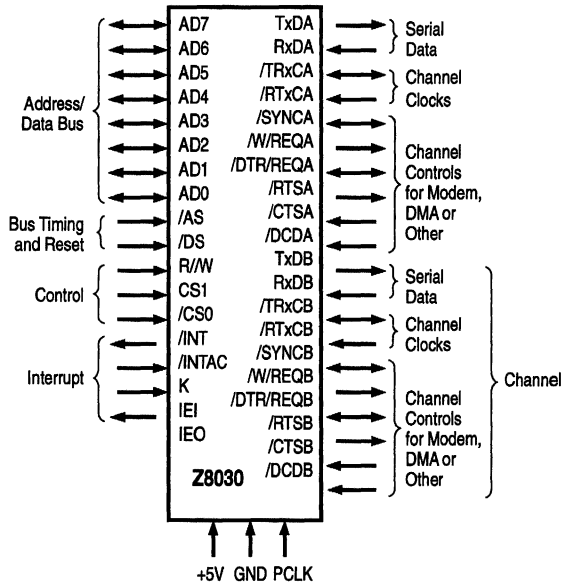 Address/
Data Bus
Bus Timing
and Reset
Control
Interrupt
AD7
AD6
AD5
AD4
AD3
AD2
AD1
AD0
/AS
/DS
R//W
CS1
/CS0
/INT
/INTAC
K
IEI
IEO
Z8030
TxDA
RxDA
/TRxCA
/RTxCA
/SYNCA
/W/REQA
/DTR/REQA
/RTSA
/CTSA
/DCDA
TxDB
RxDB
/TRxCB
/RTxCB
/SYNCB
/W/REQB
/DTR/REQB
/RTSB
/CTSB
/DCDB
Serial
Data
Channel
Clocks
Channel
Controls
for Modem,
DMA or
Other
Serial
Data
Channel
Clocks
Channel
Controls
for Modem,
DMA or
Other
Channel
+5V GND PCLK